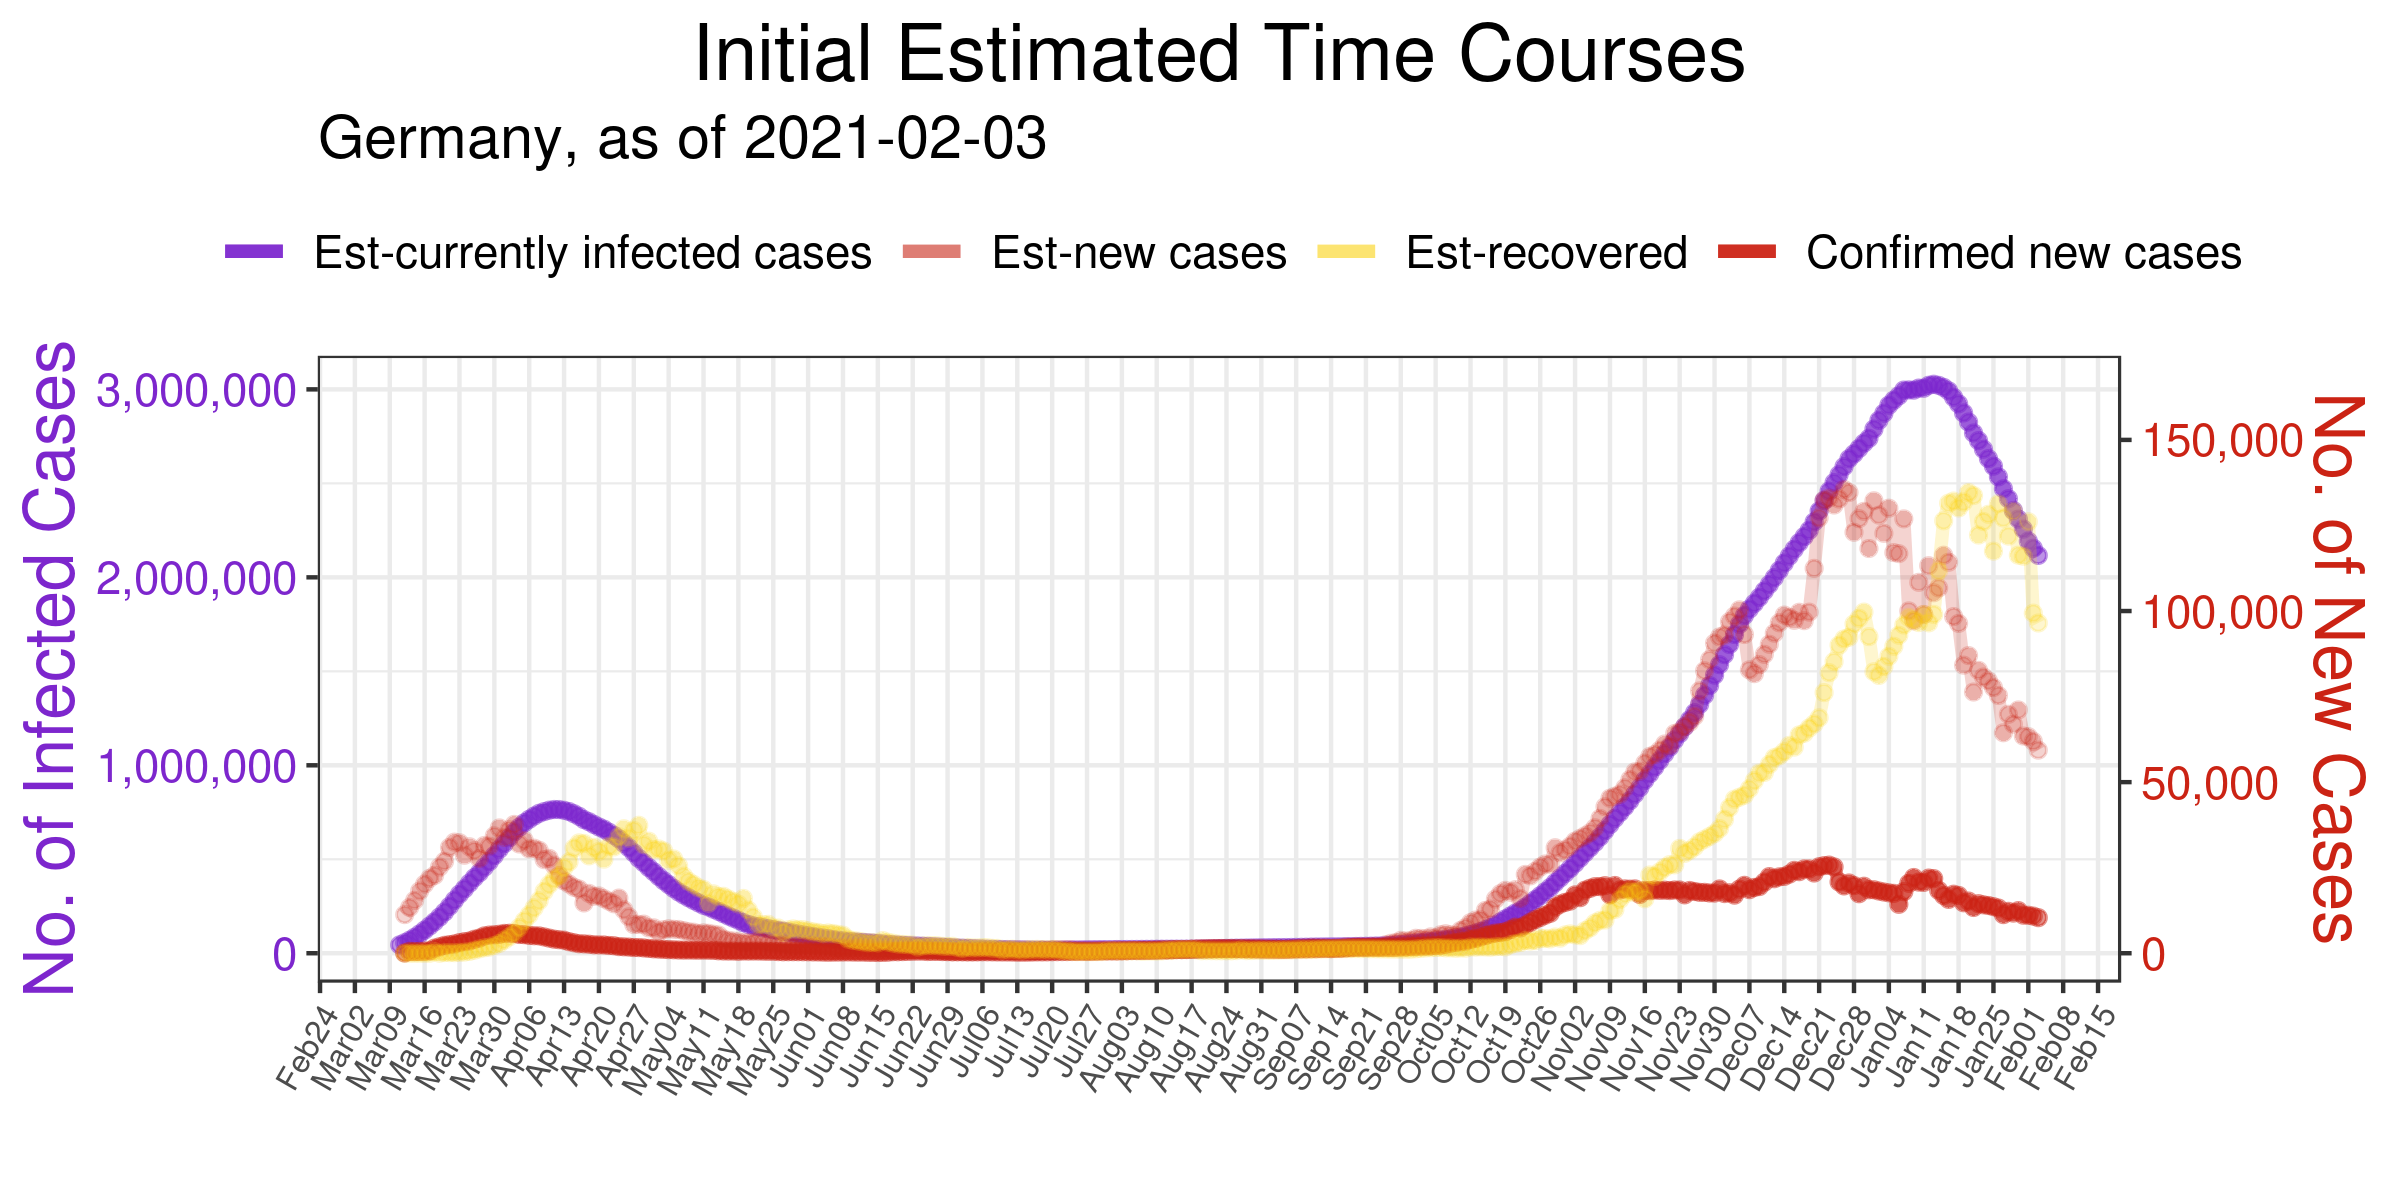 Initial Estimated Time Courses
Germany, as of 2021-02-03
Est-currently infected cases Est-new cases Est-recovered Confirmed new cases
No. of Infected Cases
3,000,000
2,000,000
1,000,000
0
150,000
100,000
50,000
0
No. of New Cases
Feb24 Mar02 Mar09 Mar16 Mar23 Mar30 Apr06 Apr13 Apr20 Apr27 May04 May11 May18 May25 Jun01 Jun08 Jun15 Jun22 Jun29 Jul06 Jul13 Jul20 Jul27 Aug03 Aug10 Aug17 Aug24 Aug31 Sep07 Sep14 Sep21 Sep28 Oct05 Oct12 Oct19 Oct26 Nov02 Nov09 Nov16 Nov23 Nov30 Dec07 Dec14 Dec21 Dec28 Jan04 Jan11 Jan18 Jan25 Feb01 Feb08 Feb15